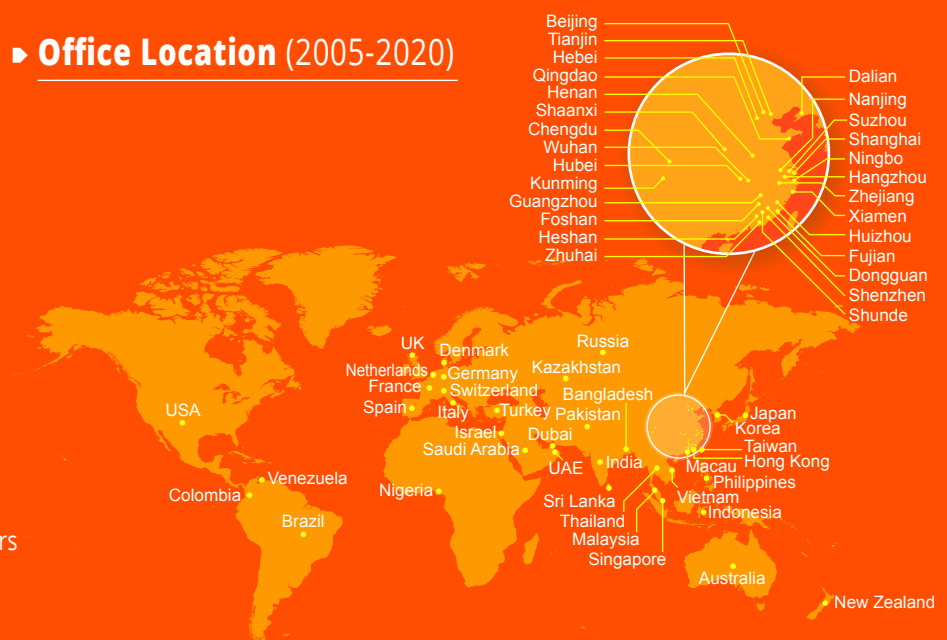 Office Location (2005-2020)
Beijing
Tianjin
Hebei
Qingdao
Henan
Shaanxi
Chengdu
Wuhan
Hubei
Kunming
Guangzhou
Foshan
Heshan
Zhuhai
Dalian
Nanjing
Suzhou
Shanghai
Ningbo
Hangzhou
Zhejiang
Xiamen
Huizhou
Fujian
Dongguan
Shenzhen
Shunde
UK
Denmark
Russia
Netherlands
Germany
Kazakhstan
France
Switzerland
Bangladesh
USA
Spain
Italy
Turkey
Pakistan
Japan
Korea
Israel
Dubai
Taiwan
Saudi Arabia
UAE
India
Macau
Hong Kong
Venezuela
Philippines
Colombia
Nigeria
Sri Lanka
Vietnam
Brazil
Thailand
Indonesia
Malaysia
Singapore
rs
Australia
New Zealand